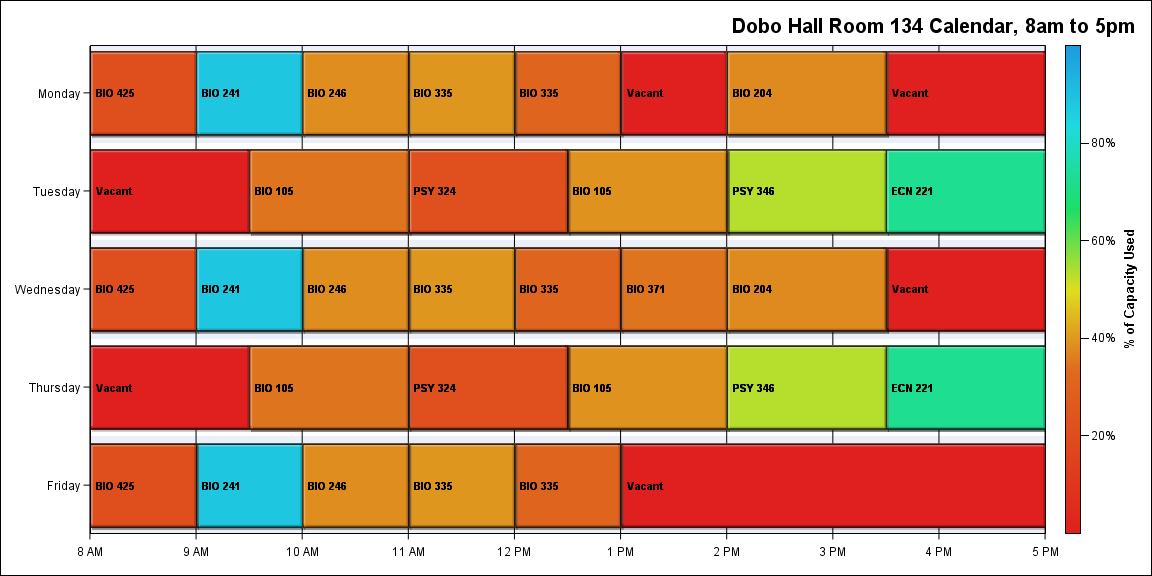 Dobo Hall Room 134 Calendar, 8am to 5pm
Monday
BIO 425
BIO 241
BIO 246
BIO 335
BIO 335
Vacant
BIO 204
Vacant
Tuesday
Vacant
BIO 105
PSY 324
BIO 105
PSY 346
ECN 221
Wednesday
BIO 425
BIO 241
BIO 246
BIO 335
BIO 335
BIO 371
BIO 204
Vacant
Thursday
Vacant
BIO 105
PSY 324
BIO 105
PSY 346
ECN 221
Friday
BIO 425
BIO 241
BIO 246
BIO 335
BIO 335
Vacant
8 AM
9 AM
10 AM
11 AM
12 PM
1 PM
2 PM
3 PM
4 PM
5 PM
80%
60%
40%
20%
% of Capacity Used